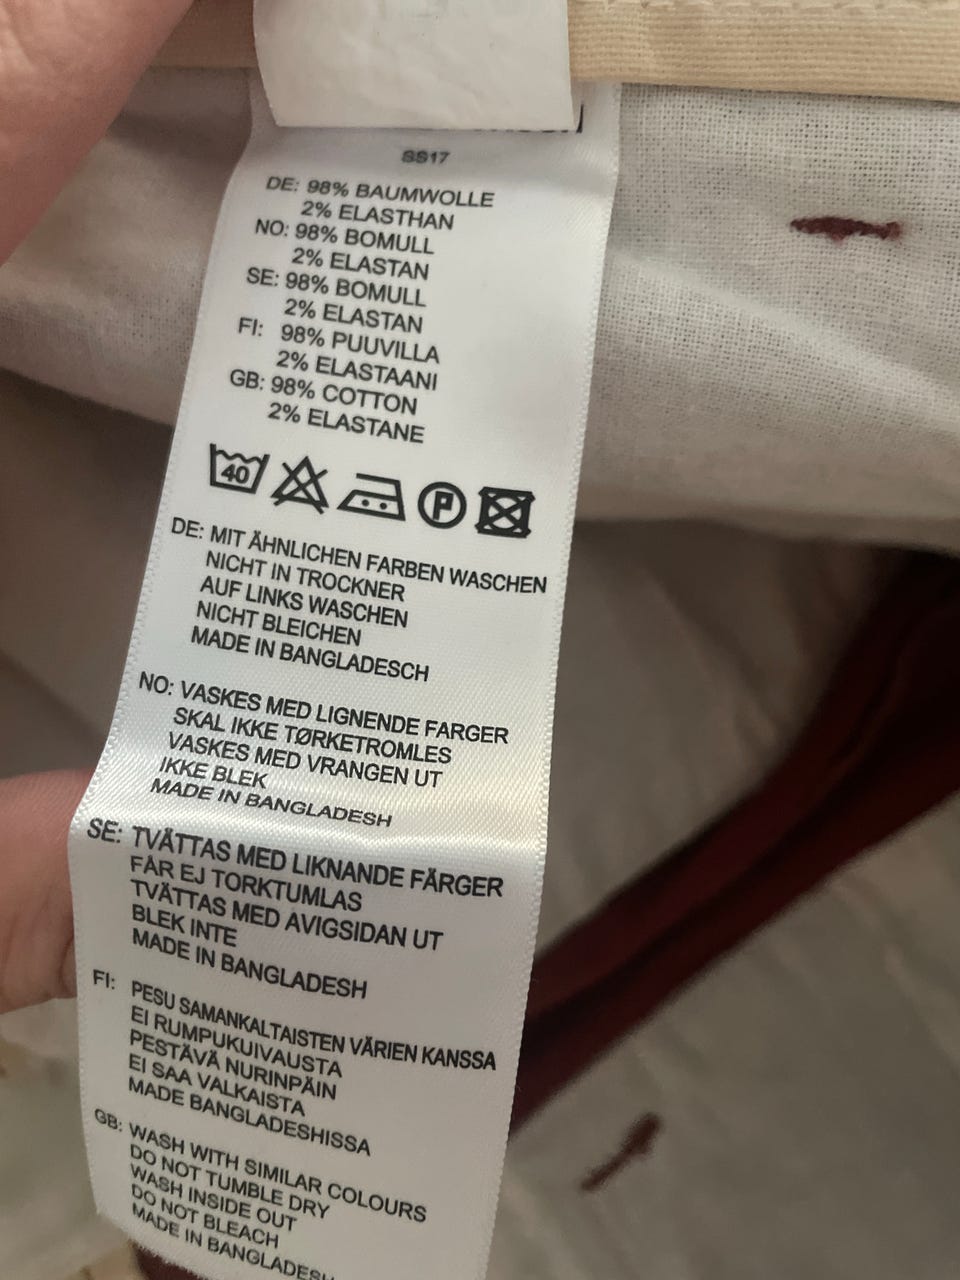 SS17
DE: 98% BAUMWOLLE
2% ELASTHAN
NO: 98% BOMULL
2% ELASTAN
SE: 98% BOMULL
2% ELASTAN
FI: 98% PUUVILLA
2% ELASTAANI
GB: 98% COTTON
2% ELASTANE
40 P
DE: MIT ÄHNLICHEN FARBEN WASCHEN
NICHT IN TROCKNER
AUF LINKS WASCHEN
NICHT BLEICHEN
MADE IN BANGLADESCH
NO: VASKES MED LIGNENDE FARGER
SKAL IKKE TØRKETROMLES
VASKES MED VRANGEN UT
IKKE BLEK
MADE IN BANGLADESH
SE: TVÄTTAS MED LIKNANDE FÄRGER
FÅR EJ TORKTUMLAS
TVÄTTAS MED AVIGSIDAN UT
BLEK INTE
MADE IN BANGLADESH
FI: PESU SAMANKALTAISTEN VÄRIEN KANSSA
EI RUMPUKUIVAUSTA
PESTÄVÄ NURINPÄIN
EI SAA VALKAISTA
MADE BANGLADESHISSA
GB: WASH WITH SIMILAR COLOURS
DO NOT TUMBLE DRY
WASH INSIDE OUT
DO NOT BLEACH
MADE IN BANGLADESH